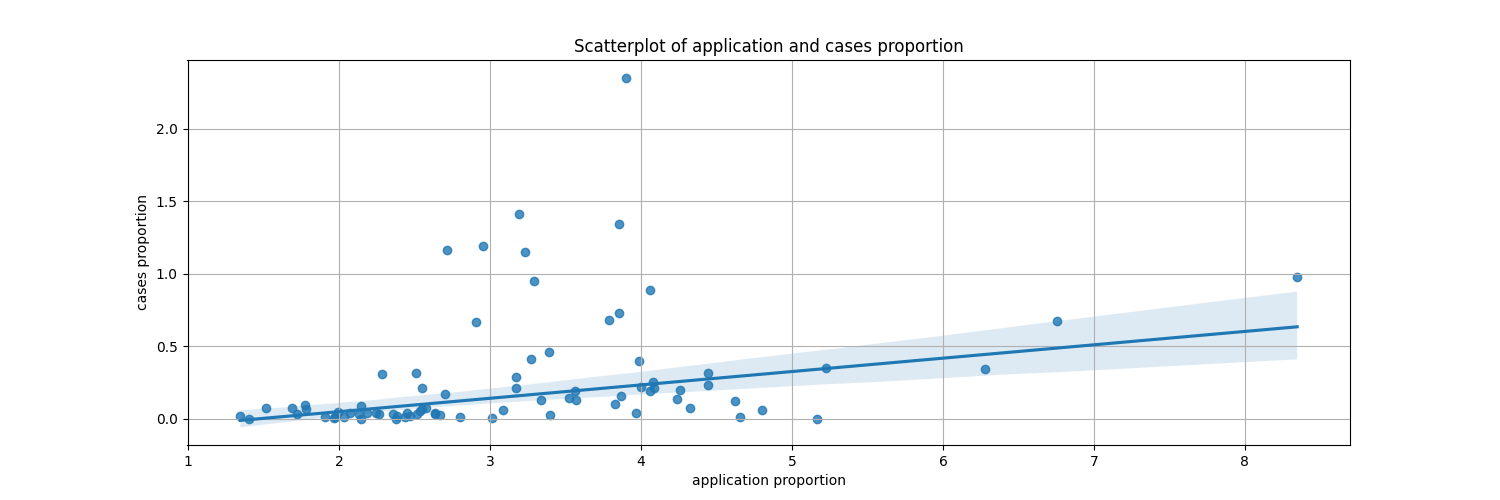 Scatterplot of application and cases proportion
cases proportion
2.0
1.5
1.0
0.5
0.0
1 2 3 4 5 6 7 8
application proportion